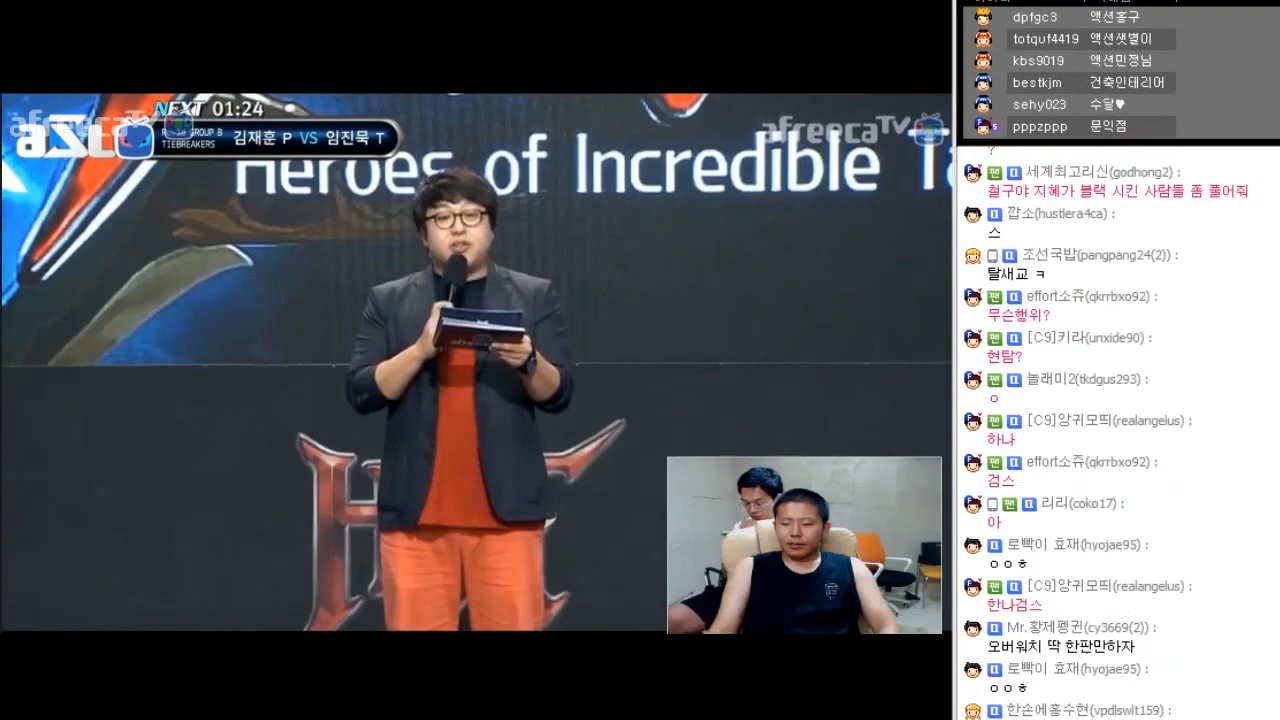 NEXT 01:24
afreecaTV
ASL
GROUP B
TIEBREAKERS
김재훈 P VS 임진묵 T
afreecaTV
Heroes of Incredible
H
dpfgc3 액션홍구
totquf4419 액션샛별이
kbs9019 액션민정님
bestkjm 건축인테리어
sehy023 수달♥
pppzppp 문익점
?
세계최고리신(godhong2) :
철구야 지혜가 블랙 시킨 사람들 좀 풀어줘
깝소(hustlera4ca) :
스
조선국밥(pangpang24(2)) :
탈새교 ㅋ
effort소쥬(qkrrbxo92) :
무슨행위?
[C9]키라(unxide90) :
현탐?
놀래미2(tkdgus293) :
ㅇ
[C9]앙귀모띄(realangelus) :
하나
effort소쥬(qkrrbxo92) :
검스
리리(coko17) :
아
로빡이 효재(hyojae95) :
ㅇㅇㅎ
[C9]앙귀모띄(realangelus) :
한나검스
Mr.황제펭귄(cy3669(2)) :
오버워치 딱 한판만하자
로빡이 효재(hyojae95) :
ㅇㅇㅎ
한손에홍수현(vpdlswlt159) :